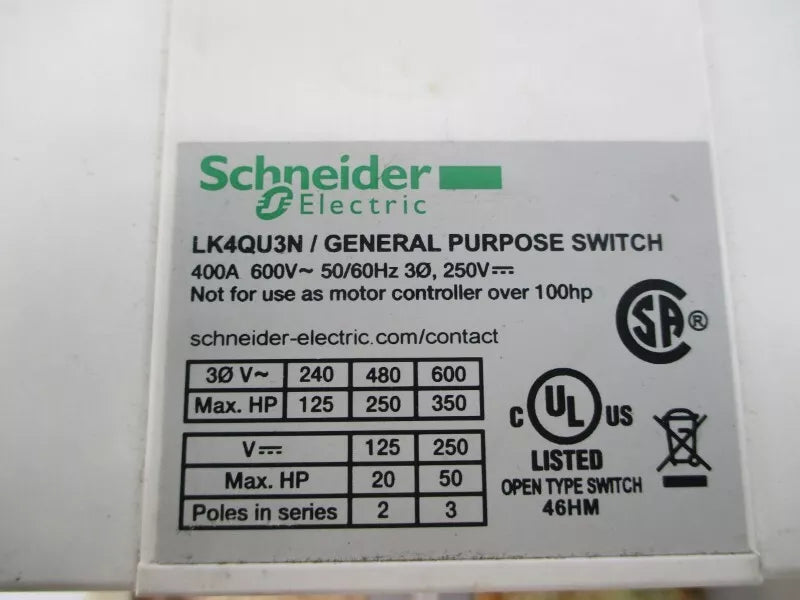 Schneider
Electric
LK4QU3N / GENERAL PURPOSE SWITCH
400A 600V~ 50/60Hz 3Ø, 250V⎓
Not for use as motor controller over 100hp
schneider-electric.com/contact
SA ®
3Ø V~ 240 480 600
Max. HP 125 250 350
V⎓ 125 250
Max. HP 20 50
Poles in series 2 3
C UL US
LISTED
OPEN TYPE SWITCH
46HM